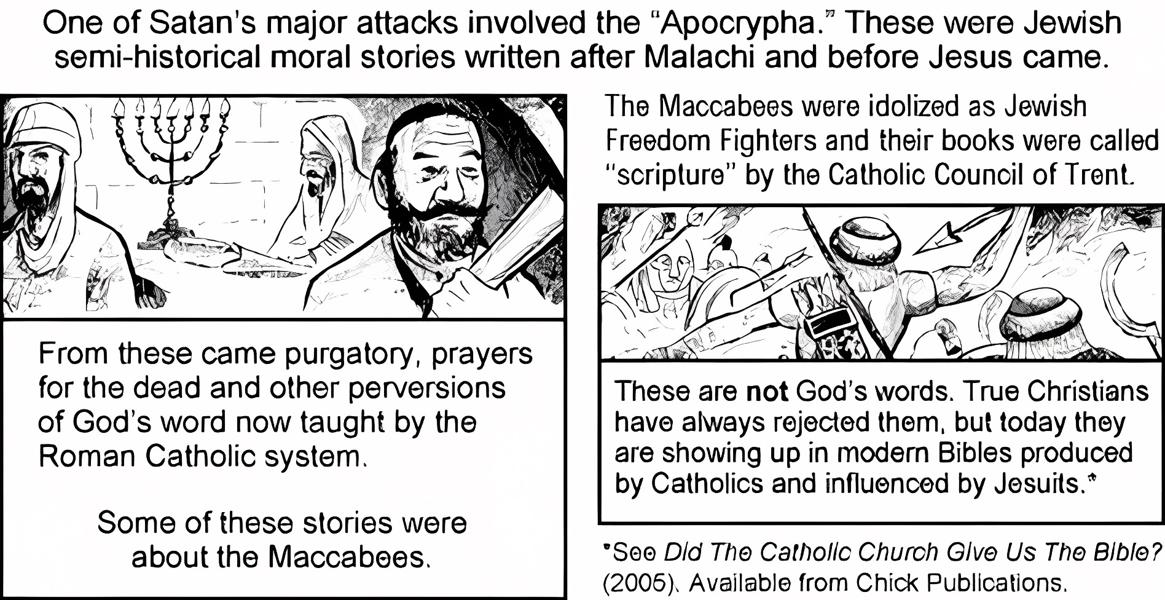 One of Satan's major attacks involved the “Apocrypha.” These were Jewish
semi-historical moral stories written after Malachi and before Jesus came.
From these came purgatory, prayers
for the dead and other perversions
of God's word now taught by the
Roman Catholic system.
Some of these stories were
about the Maccabees.
The Maccabees were idolized as Jewish
Freedom Fighters and their books were called
“scripture” by the Catholic Council of Trent.
These are not God's words. True Christians
have always rejected them, but today they
are showing up in modern Bibles produced
by Catholics and influenced by Jesuits.*
*See Did The Catholic Church Give Us The Bible?
(2005). Available from Chick Publications.